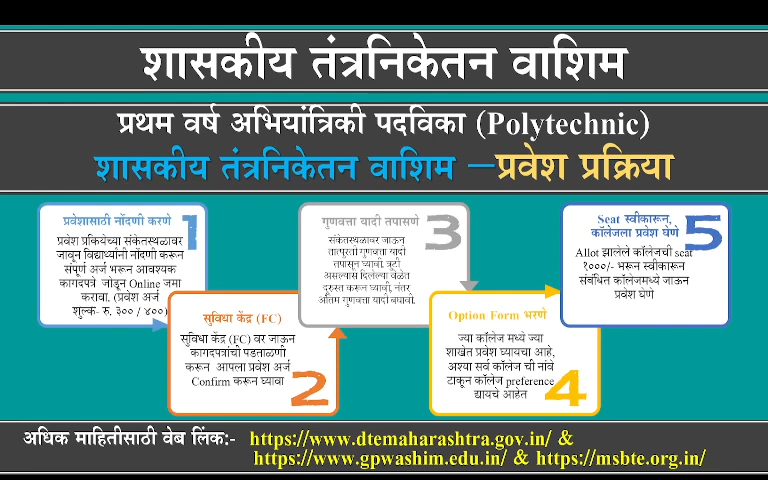 शासकीय तंत्रनिकेतन वाशिम
प्रथम वर्ष अभियांत्रिकी पदविका (Polytechnic)
शासकीय तंत्रनिकेतन वाशिम –प्रवेश प्रक्रिया
प्रवेशासाठी नोंदणी करणे
1
प्रवेश प्रकियेच्या संकेतस्थळावर
जावून विद्यार्थ्यांनी नोंदणी करून
संपूर्ण अर्ज भरून आवश्यक
कागदपत्रे जोडून Online जमा
करावा. (प्रवेश अर्ज
शुल्क- रु. ३०० / ४००)
सुविधा केंद्र (FC)
सुविधा केंद्र (FC) वर जाऊन
कागदपत्रांची पडताळणी
करून आपला प्रवेश अर्ज
Confirm करून घ्यावा
2
गुणवत्ता यादी तपासणे
3
संकेतस्थळावर जाऊन
तात्पुरती गुणवत्ता यादी
तपासून घ्यावी. त्रूटी
असल्यास दिलेल्या वेळेत
दुरुस्त करून घ्यावी. नंतर
अंतिम गुणवत्ता यादी बघावी.
Option Form भरणे
ज्या कॉलेज मध्ये ज्या
शाखेत प्रवेश घ्यायचा आहे,
अश्या सर्व कॉलेज ची नांवे
टाकून कॉलेज preference
द्यायचे आहेत
4
Seat स्वीकारून,
कॉलेजला प्रवेश घेणे
5
Allot झालेले कॉलेजची seat
१०००/- भरून स्वीकारून
संबंधित कॉलेजमध्ये जाऊन
प्रवेश घेणे
अधिक माहितीसाठी वेब लिंक:- https://www.dtemaharashtra.gov.in/ &
https://www.gpwashim.edu.in/ & https://msbte.org.in/